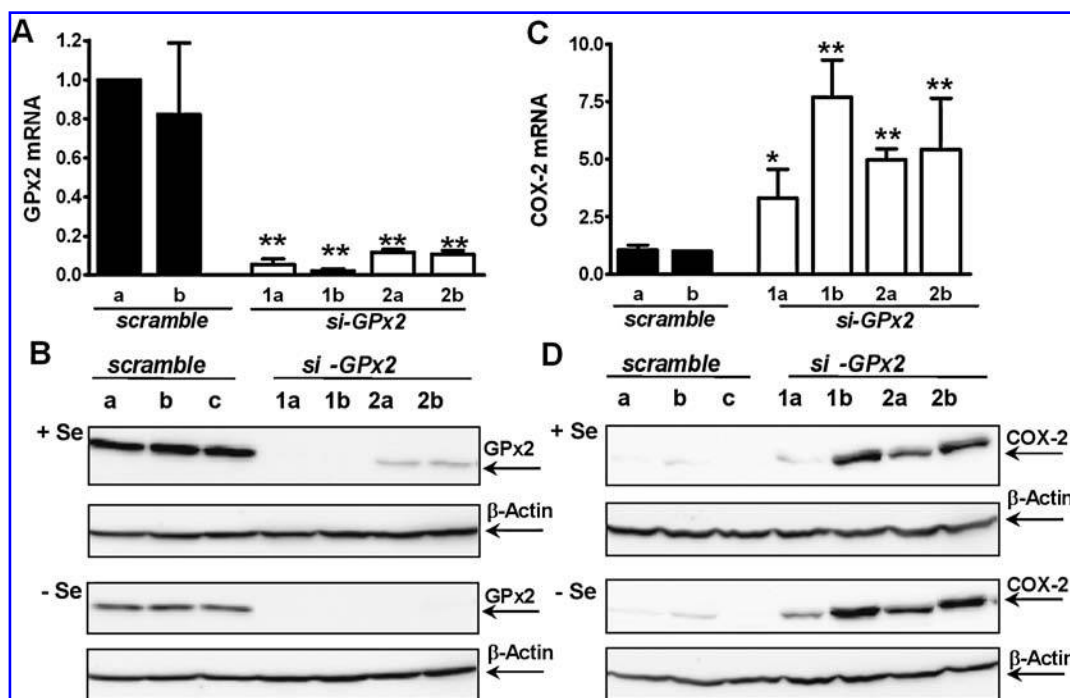 A
GPx2 mRNA
1.2
1.0
0.8
0.6
0.4
0.2
0.0
** ** ** **
a b 1a 1b 2a 2b
scramble si-GPx2
C
COX-2 mRNA
10.0
7.5
5.0
2.5
0.0
* ** ** **
a b 1a 1b 2a 2b
scramble si-GPx2
B
scramble si -GPx2
a b c 1a 1b 2a 2b
+ Se GPx2
β-Actin
- Se GPx2
β-Actin
D
scramble si -GPx2
a b c 1a 1b 2a 2b
+ Se COX-2
β-Actin
- Se COX-2
β-Actin